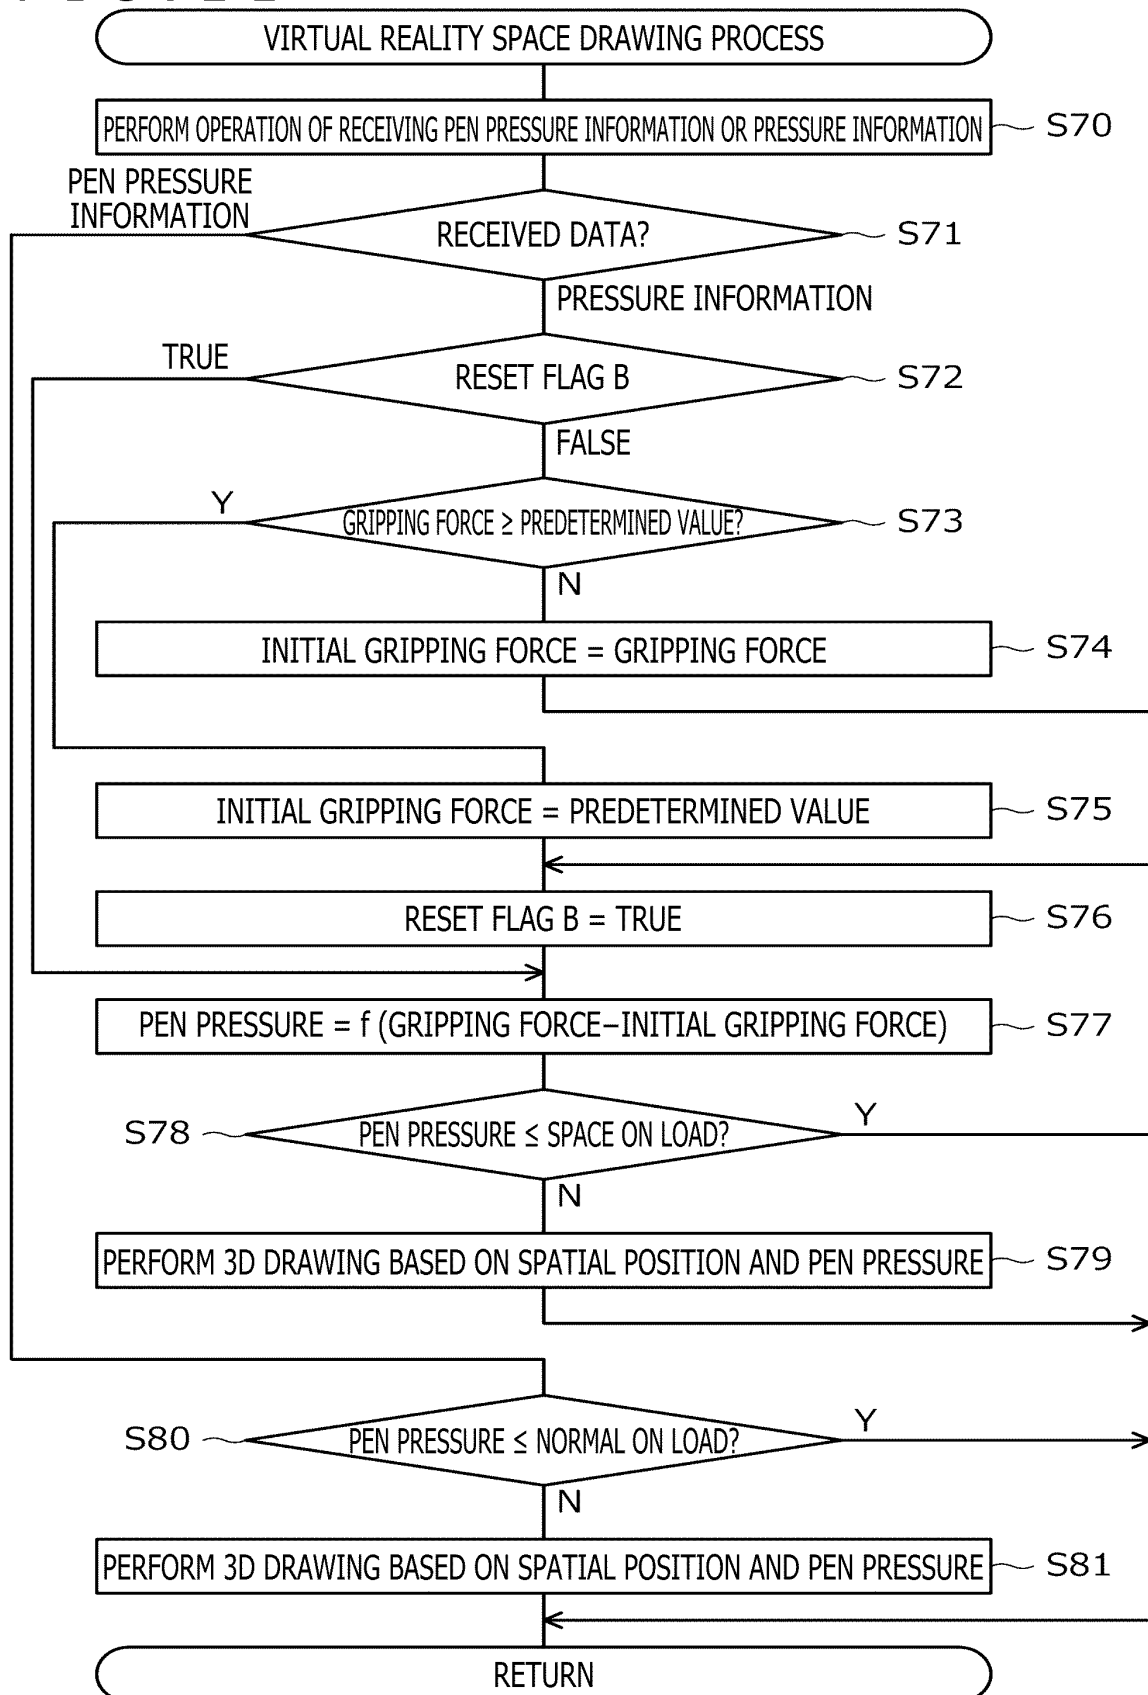 VIRTUAL REALITY SPACE DRAWING PROCESS
PERFORM OPERATION OF RECEIVING PEN PRESSURE INFORMATION OR PRESSURE INFORMATION
S70
PEN PRESSURE
INFORMATION
RECEIVED DATA?
S71
PRESSURE INFORMATION
TRUE
RESET FLAG B
S72
FALSE
Y
GRIPPING FORCE ≥ PREDETERMINED VALUE?
S73
N
INITIAL GRIPPING FORCE = GRIPPING FORCE
S74
INITIAL GRIPPING FORCE = PREDETERMINED VALUE
S75
RESET FLAG B = TRUE
S76
PEN PRESSURE = f (GRIPPING FORCE–INITIAL GRIPPING FORCE)
S77
S78
PEN PRESSURE ≤ SPACE ON LOAD?
Y
N
PERFORM 3D DRAWING BASED ON SPATIAL POSITION AND PEN PRESSURE
S79
S80
PEN PRESSURE ≤ NORMAL ON LOAD?
Y
N
PERFORM 3D DRAWING BASED ON SPATIAL POSITION AND PEN PRESSURE
S81
RETURN